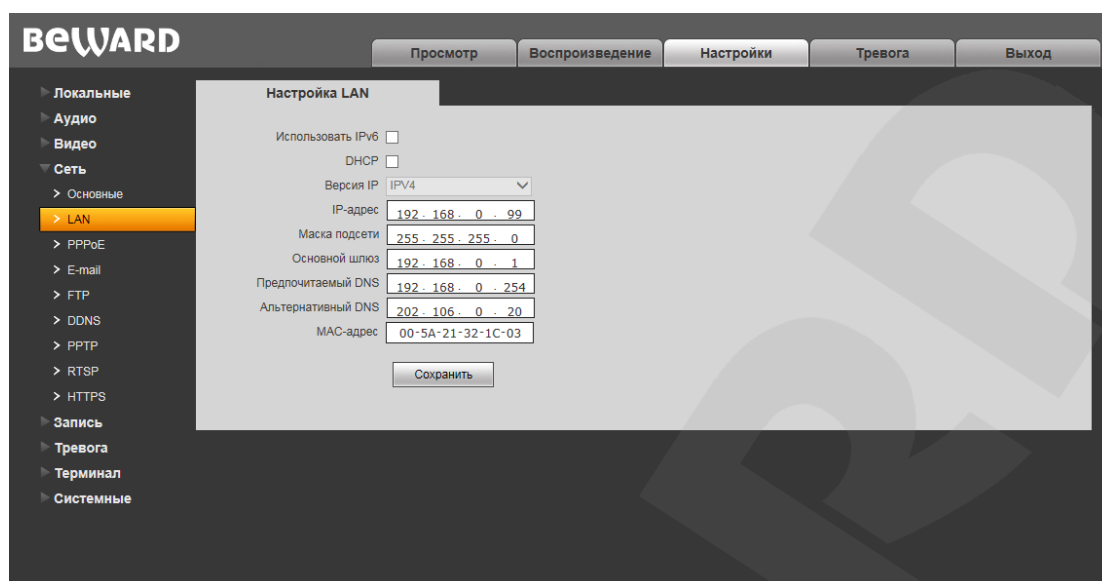 BEWARD
Просмотр Воспроизведение Настройки Тревога Выход
Локальные
Аудио
Видео
Сеть
> Основные
> LAN
> PPPoE
> E-mail
> FTP
> DDNS
> PPTP
> RTSP
> HTTPS
Запись
Тревога
Терминал
Системные
Настройка LAN
Использовать IPv6
DHCP
Версия IP IPV4
IP-адрес 192. 168. 0 . 99
Маска подсети 255. 255. 255. 0
Основной шлюз 192. 168. 0 . 1
Предпочитаемый DNS 192. 168. 0 . 254
Альтернативный DNS 202. 106. 0 . 20
MAC-адрес 00-5A-21-32-1C-03
Сохранить